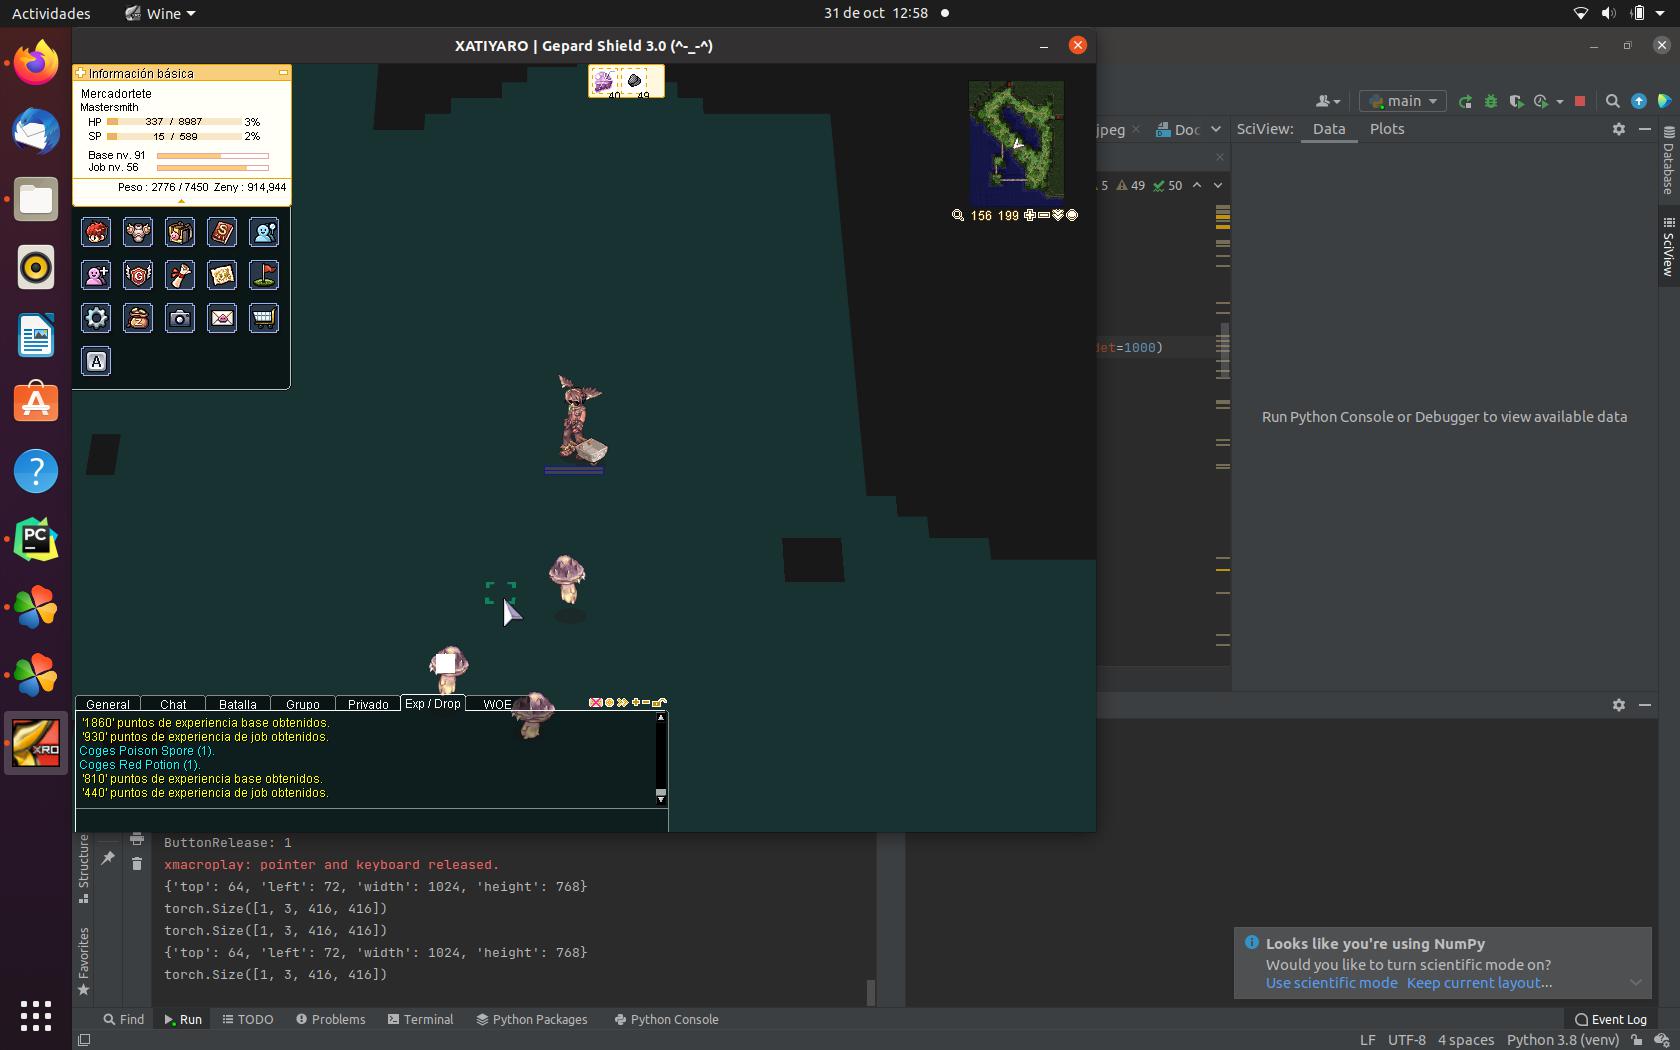 Actividades
Wine
31 de oct 12:58
XATIYARO | Gepard Shield 3.0 (^-_-^)
Información básica
Mercadortete
Mastersmith
HP 337 / 8987 3%
SP 15 / 589 2%
Base nv. 91
Job nv. 56
Peso : 2776 / 7450 Zeny : 914,944
40 49
156 199
A
General Chat Batalla Grupo Privado Exp / Drop WOE
'1860' puntos de experiencia base obtenidos.
'930' puntos de experiencia de job obtenidos.
Coges Poison Spore (1).
Coges Red Potion (1).
'810' puntos de experiencia base obtenidos.
'440' puntos de experiencia de job obtenidos.
main
jpeg Doc
SciView: Data Plots
5 49 50
det=1000)
Run Python Console or Debugger to view available data
Database
SciView
PC
XRO
Structure
Favorites
ButtonRelease: 1
xmacroplay: pointer and keyboard released.
{'top': 64, 'left': 72, 'width': 1024, 'height': 768}
torch.Size([1, 3, 416, 416])
torch.Size([1, 3, 416, 416])
{'top': 64, 'left': 72, 'width': 1024, 'height': 768}
torch.Size([1, 3, 416, 416])
Looks like you're using NumPy
Would you like to turn scientific mode on?
Use scientific mode Keep current layout...
Find Run TODO Problems Terminal Python Packages Python Console
Event Log
LF UTF-8 4 spaces Python 3.8 (venv)